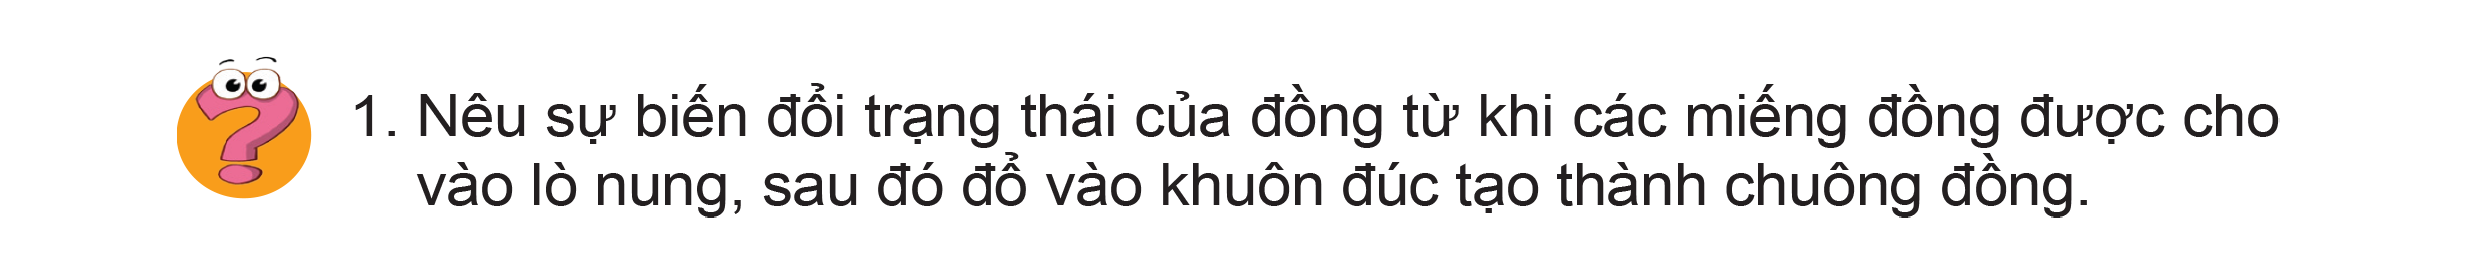 1. Nêu sự biến đổi trạng thái của đồng từ khi các miếng đồng được cho
vào lò nung, sau đó đổ vào khuôn đúc tạo thành chuông đồng.